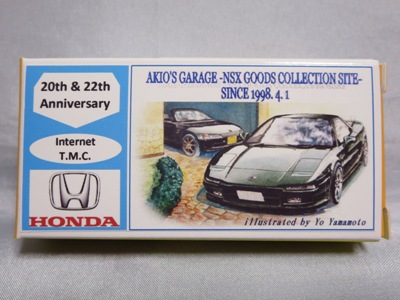 20th & 22th
Anniversary
Internet
T.M.C.
HONDA
AKIO'S GARAGE -NSX GOODS COLLECTION SITE-
SINCE 1998. 4. 1
illustrated by Yo Yamamoto